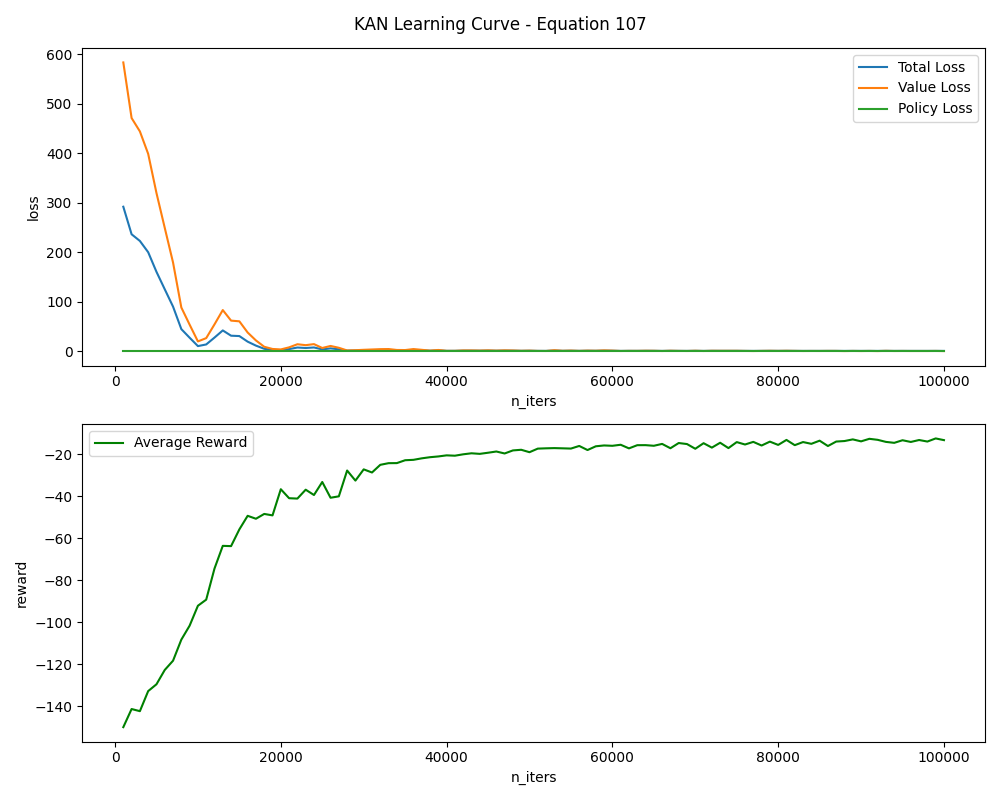 KAN Learning Curve - Equation 107
600
500
400
300
200
100
0
loss
Total Loss
Value Loss
Policy Loss
0 20000 40000 60000 80000 100000
n_iters
Average Reward
−20
−40
−60
−80
−100
−120
−140
reward
0 20000 40000 60000 80000 100000
n_iters